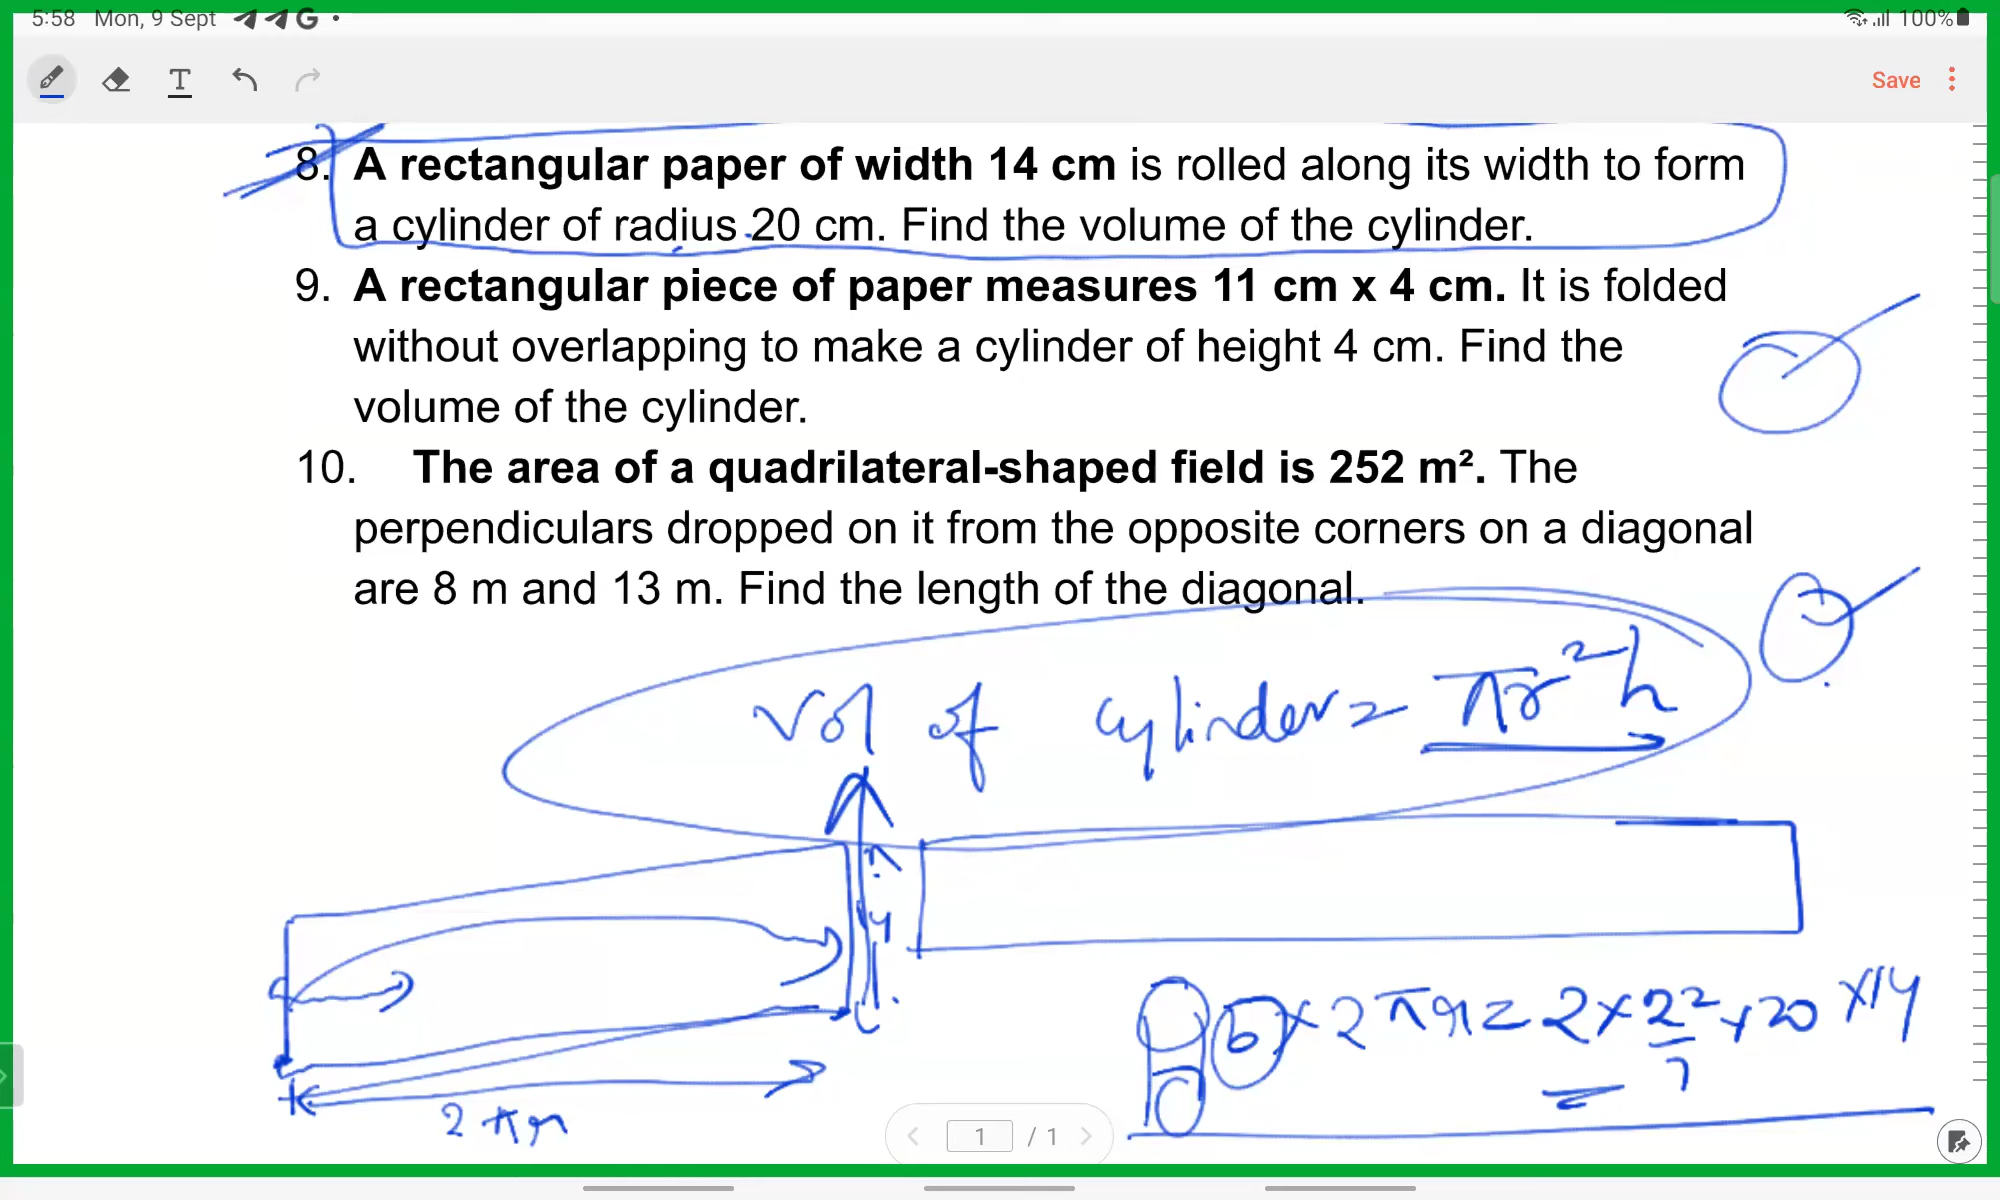 5:58 Mon, 9 Sept G 100%
T Save
8. A rectangular paper of width 14 cm is rolled along its width to form
a cylinder of radius 20 cm. Find the volume of the cylinder.
9. A rectangular piece of paper measures 11 cm x 4 cm. It is folded
without overlapping to make a cylinder of height 4 cm. Find the
volume of the cylinder.
10. The area of a quadrilateral-shaped field is 252 m². The
perpendiculars dropped on it from the opposite corners on a diagonal
are 8 m and 13 m. Find the length of the diagonal.
vol of cylinder = πr²h
b × 2πr = 2 × 22/7 × 20 × 14
2πr
1 / 1